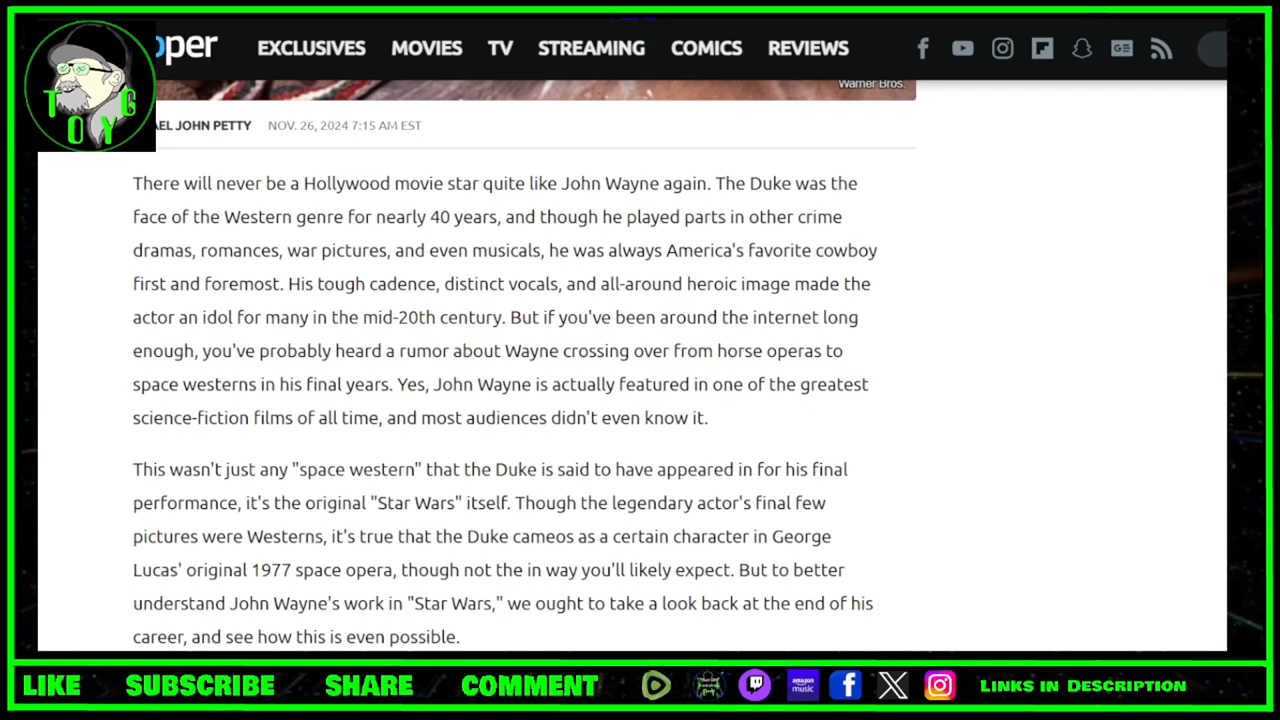 oper
EXCLUSIVES MOVIES TV STREAMING COMICS REVIEWS
Warner Bros.
T
O
Y
G
AEL JOHN PETTY NOV. 26, 2024 7:15 AM EST
There will never be a Hollywood movie star quite like John Wayne again. The Duke was the
face of the Western genre for nearly 40 years, and though he played parts in other crime
dramas, romances, war pictures, and even musicals, he was always America's favorite cowboy
first and foremost. His tough cadence, distinct vocals, and all-around heroic image made the
actor an idol for many in the mid-20th century. But if you've been around the internet long
enough, you've probably heard a rumor about Wayne crossing over from horse operas to
space westerns in his final years. Yes, John Wayne is actually featured in one of the greatest
science-fiction films of all time, and most audiences didn't even know it.
This wasn't just any "space western" that the Duke is said to have appeared in for his final
performance, it's the original "Star Wars" itself. Though the legendary actor's final few
pictures were Westerns, it's true that the Duke cameos as a certain character in George
Lucas' original 1977 space opera, though not the in way you'll likely expect. But to better
understand John Wayne's work in "Star Wars," we ought to take a look back at the end of his
career, and see how this is even possible.
LIKE SUBSCRIBE SHARE COMMENT amazon music LINKS IN DESCRIPTION